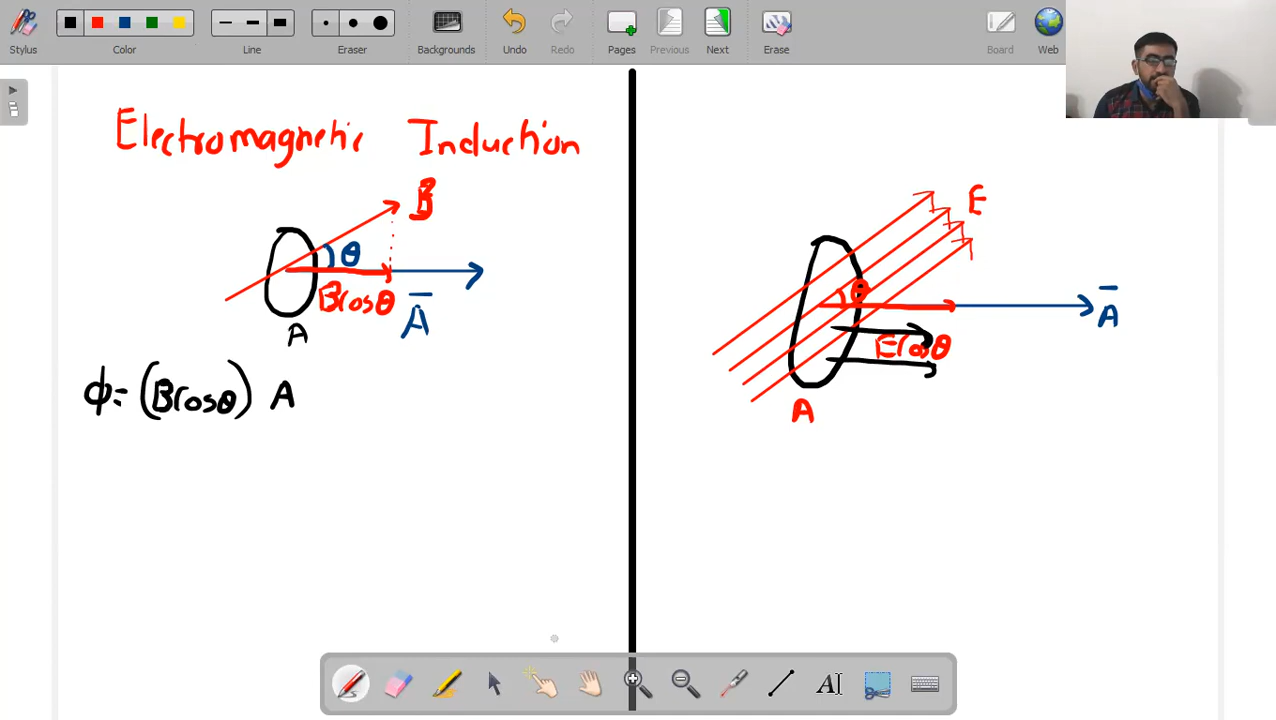 Stylus
Color
Line
Eraser
Backgrounds
Undo
Redo
Pages
Previous
Next
Erase
Board
Web
Electromagnetic Induction
B
θ
Bcosθ
A̅
A
φ = (Bcosθ) A
E
θ
A̅
Ecosθ
A
A